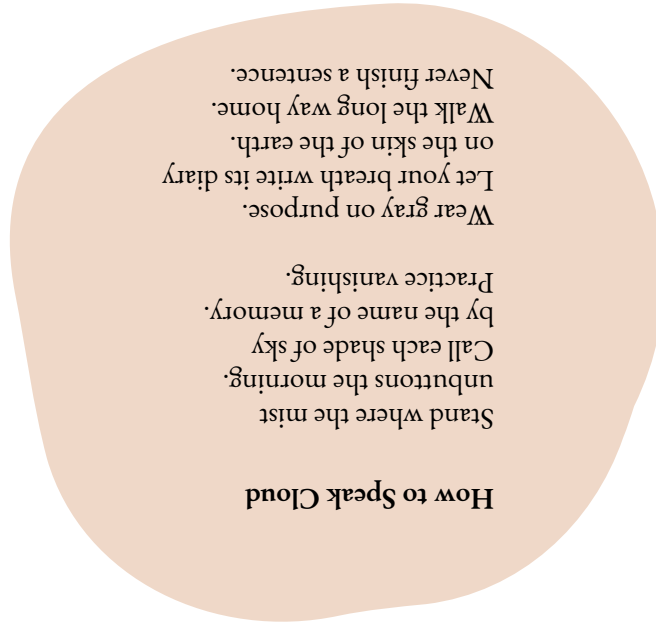 How to Speak Cloud
Stand where the mist
unbuttons the morning.
Call each shade of sky
by the name of a memory.
Practice vanishing.
Wear gray on purpose.
Let your breath write its diary
on the skin of the earth.
Walk the long way home.
Never finish a sentence.